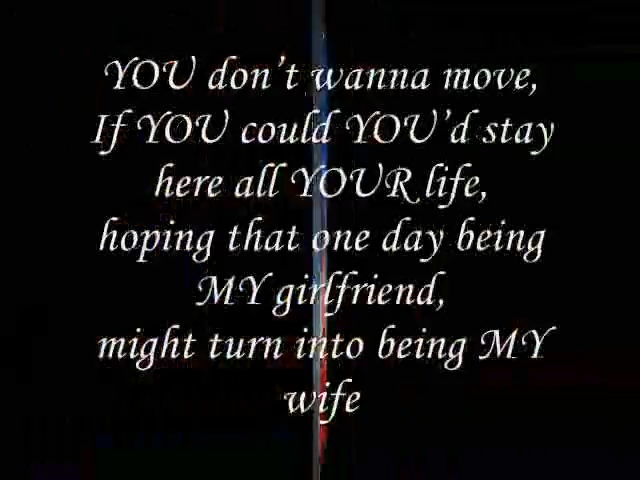 YOU don't wanna move,
If YOU could YOU'd stay
here all YOUR life,
hoping that one day being
MY girlfriend,
might turn into being MY
wife